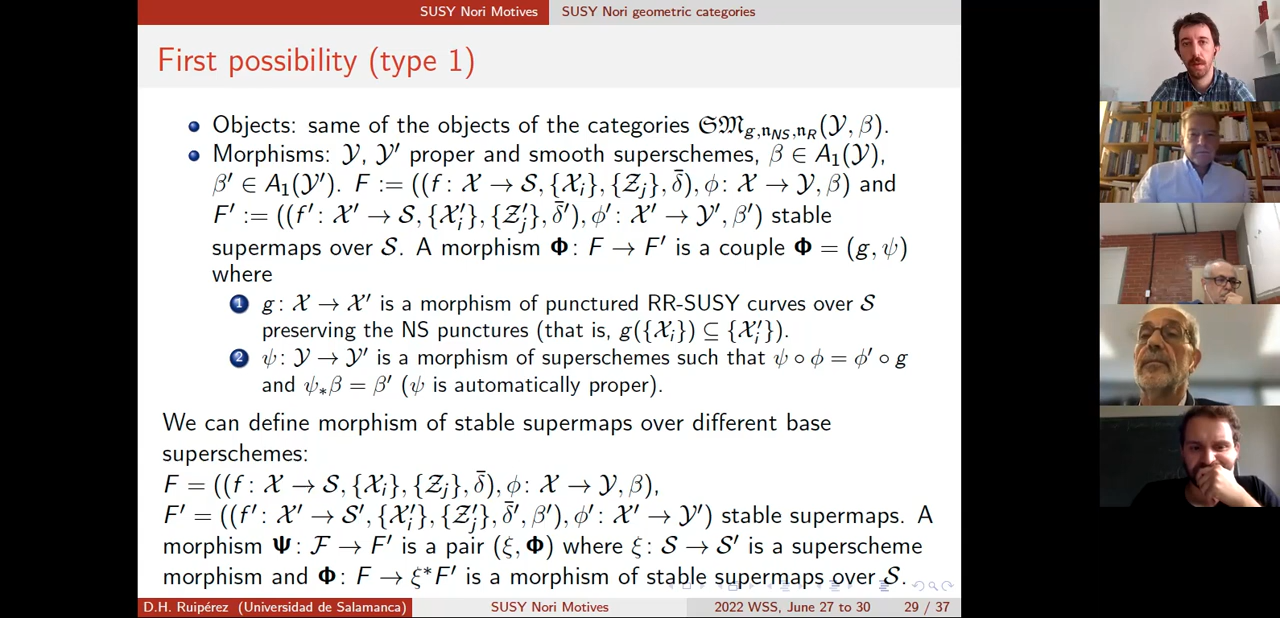 SUSY Nori Motives SUSY Nori geometric categories
First possibility (type 1)
Objects: same of the objects of the categories 𝔖𝔐_{g,𝔫_{NS},𝔫_R}(𝒴, β).
Morphisms: 𝒴, 𝒴′ proper and smooth superschemes, β ∈ A₁(𝒴),
β′ ∈ A₁(𝒴′). F := ((f : 𝒳 → 𝒮, {𝒳_i}, {𝒵_j}, δ̄), ϕ : 𝒳 → 𝒴, β) and
F′ := ((f′ : 𝒳′ → 𝒮, {𝒳′_i}, {𝒵′_j}, δ̄′), ϕ′ : 𝒳′ → 𝒴′, β′) stable
supermaps over 𝒮. A morphism 𝚽 : F → F′ is a couple 𝚽 = (g, ψ)
where
1 g : 𝒳 → 𝒳′ is a morphism of punctured RR-SUSY curves over 𝒮
preserving the NS punctures (that is, g({𝒳_i}) ⊆ {𝒳′_i}).
2 ψ : 𝒴 → 𝒴′ is a morphism of superschemes such that ψ ∘ ϕ = ϕ′ ∘ g
and ψ_*β = β′ (ψ is automatically proper).
We can define morphism of stable supermaps over different base
superschemes:
F = ((f : 𝒳 → 𝒮, {𝒳_i}, {𝒵_j}, δ̄), ϕ : 𝒳 → 𝒴, β),
F′ = ((f′ : 𝒳′ → 𝒮′, {𝒳′_i}, {𝒵′_j}, δ̄′, β′), ϕ′ : 𝒳′ → 𝒴′) stable supermaps. A
morphism 𝚿 : ℱ → F′ is a pair (ξ, 𝚽) where ξ : 𝒮 → 𝒮′ is a superscheme
morphism and 𝚽 : F → ξ*F′ is a morphism of stable supermaps over 𝒮.
D.H. Ruipérez (Universidad de Salamanca) SUSY Nori Motives 2022 WSS, June 27 to 30 29 / 37